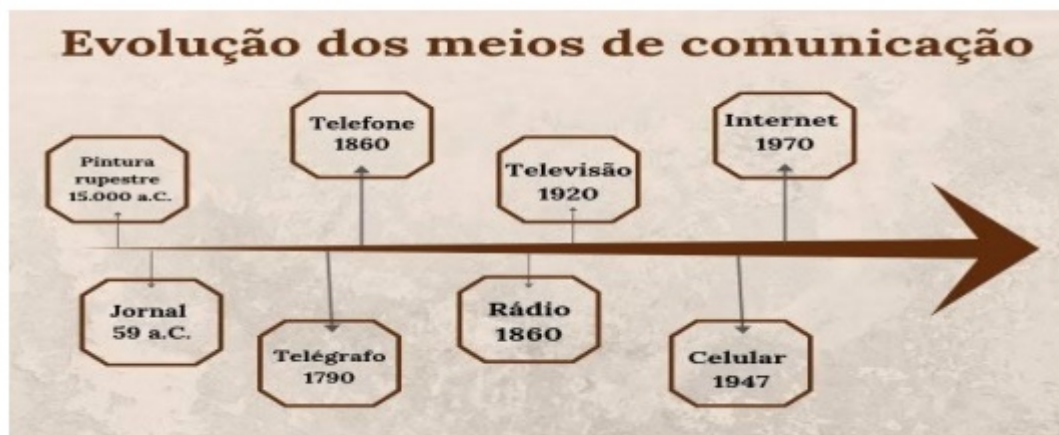 Evolução dos meios de comunicação
Pintura
rupestre
15.000 a.C.
Jornal
59 a.C.
Telégrafo
1790
Telefone
1860
Rádio
1860
Televisão
1920
Celular
1947
Internet
1970